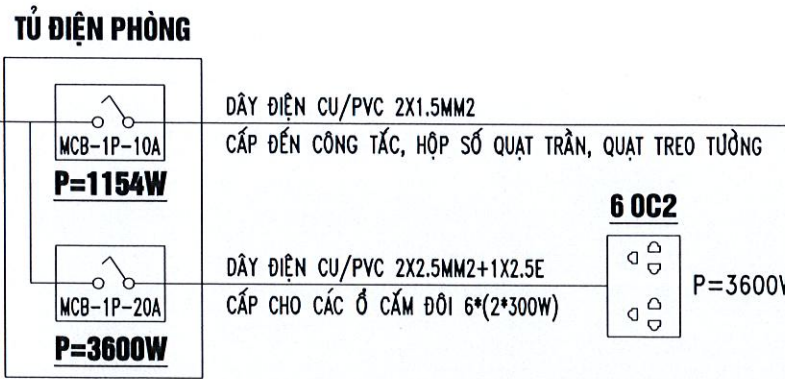 TỦ ĐIỆN PHÒNG
MCB-1P-10A
P=1154W
DÂY ĐIỆN CU/PVC 2X1.5MM2
CẤP ĐẾN CÔNG TẮC, HỘP SỐ QUẠT TRẦN, QUẠT TREO TƯỜNG
MCB-1P-20A
P=3600W
DÂY ĐIỆN CU/PVC 2X2.5MM2+1X2.5E
CẤP CHO CÁC Ổ CẮM ĐÔI 6*(2*300W)
6 OC2
P=3600W